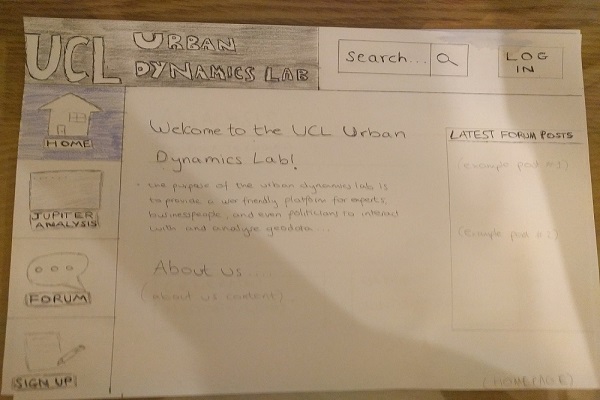 UCL URBAN
DYNAMICS LAB
Search...
LOG
IN
HOME
JUPITER
ANALYSIS
FORUM
SIGN UP
Welcome to the UCL Urban
Dynamics Lab!
the purpose of the urban dynamics lab is
to provide a user friendly platform for experts,
businesspeople, and even politicians to interact
with and analyse geodata...
About us
(about us content)
LATEST FORUM POSTS
(example post #1)
(example post #2)
(HOMEPAGE)